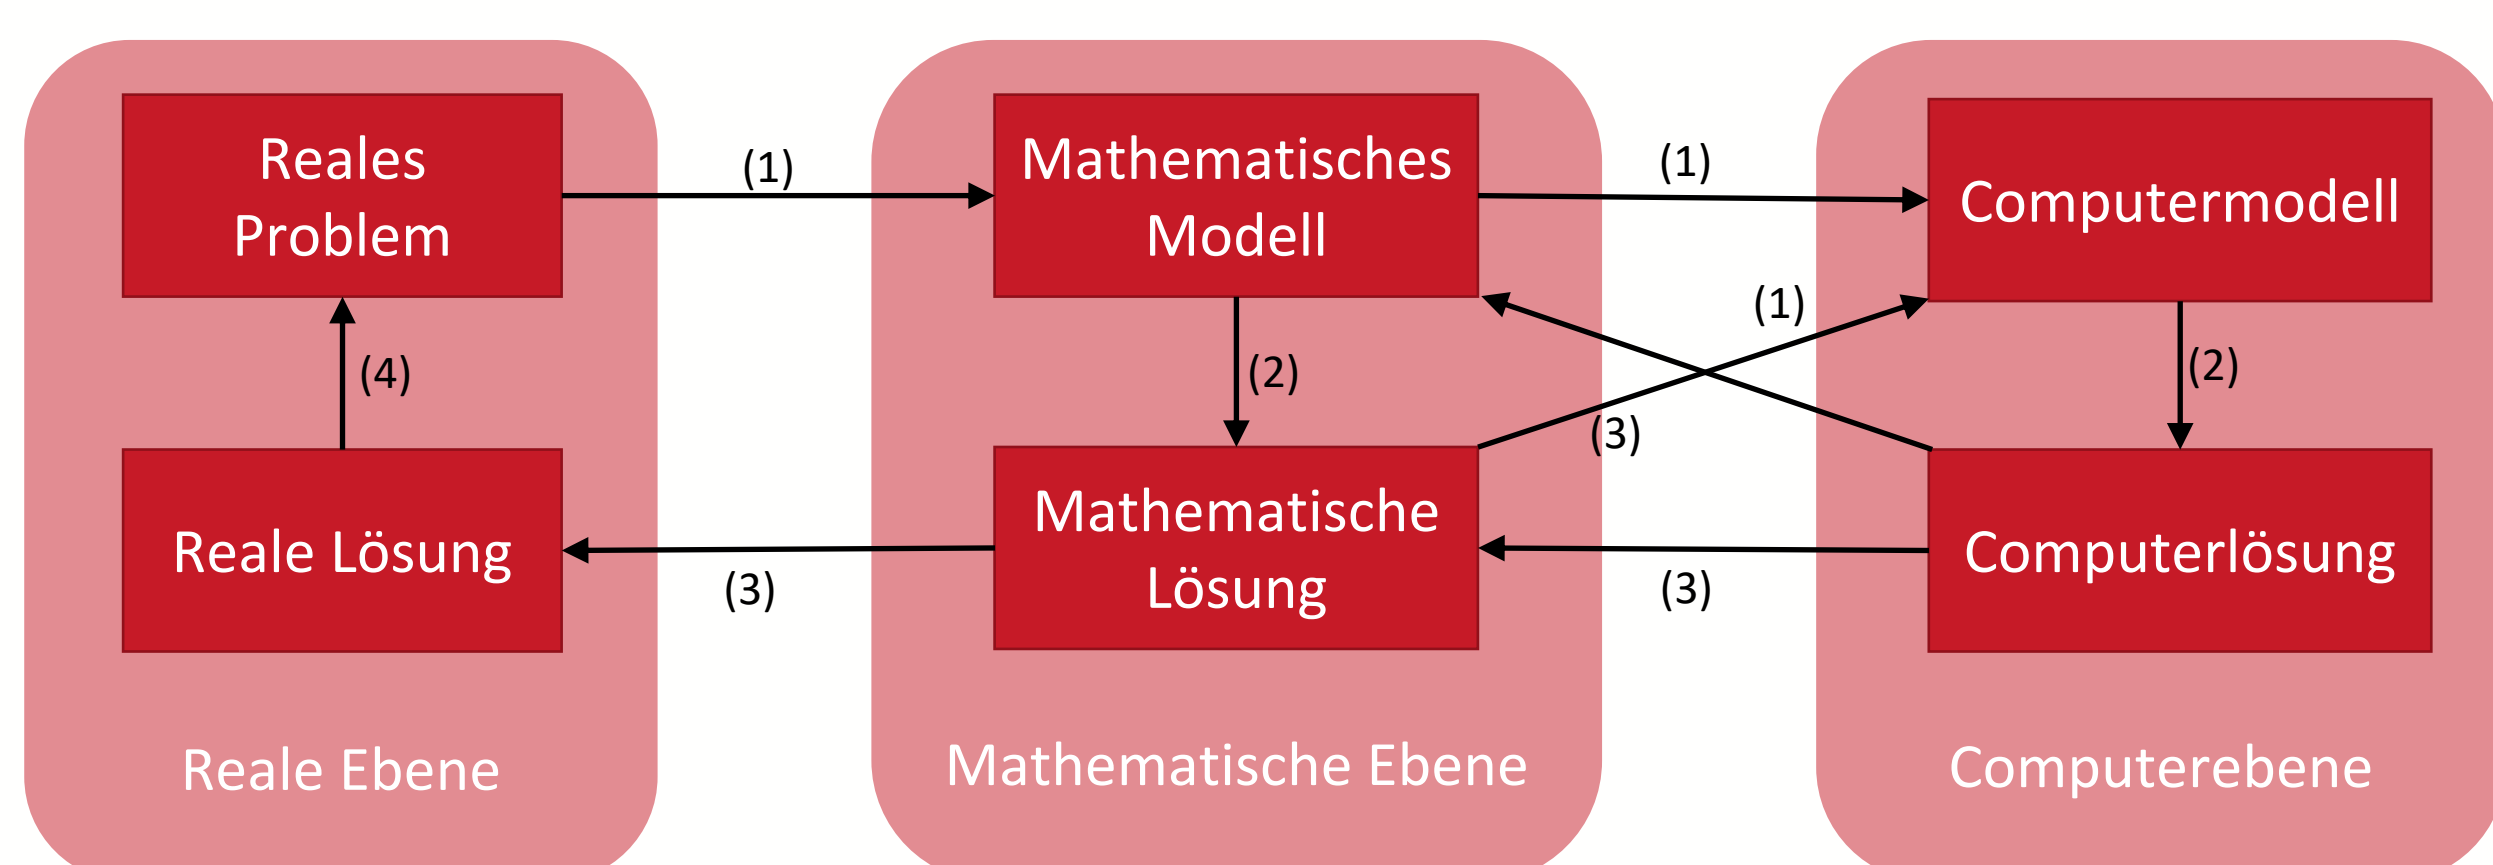 Reales
Problem
(1)
Mathematisches
Modell
(1)
Computermodell
(1)
(4)
(2)
(2)
(3)
Reale Lösung
Mathematische
Lösung
Computerlösung
(3)
(3)
Reale Ebene
Mathematische Ebene
Computerebene